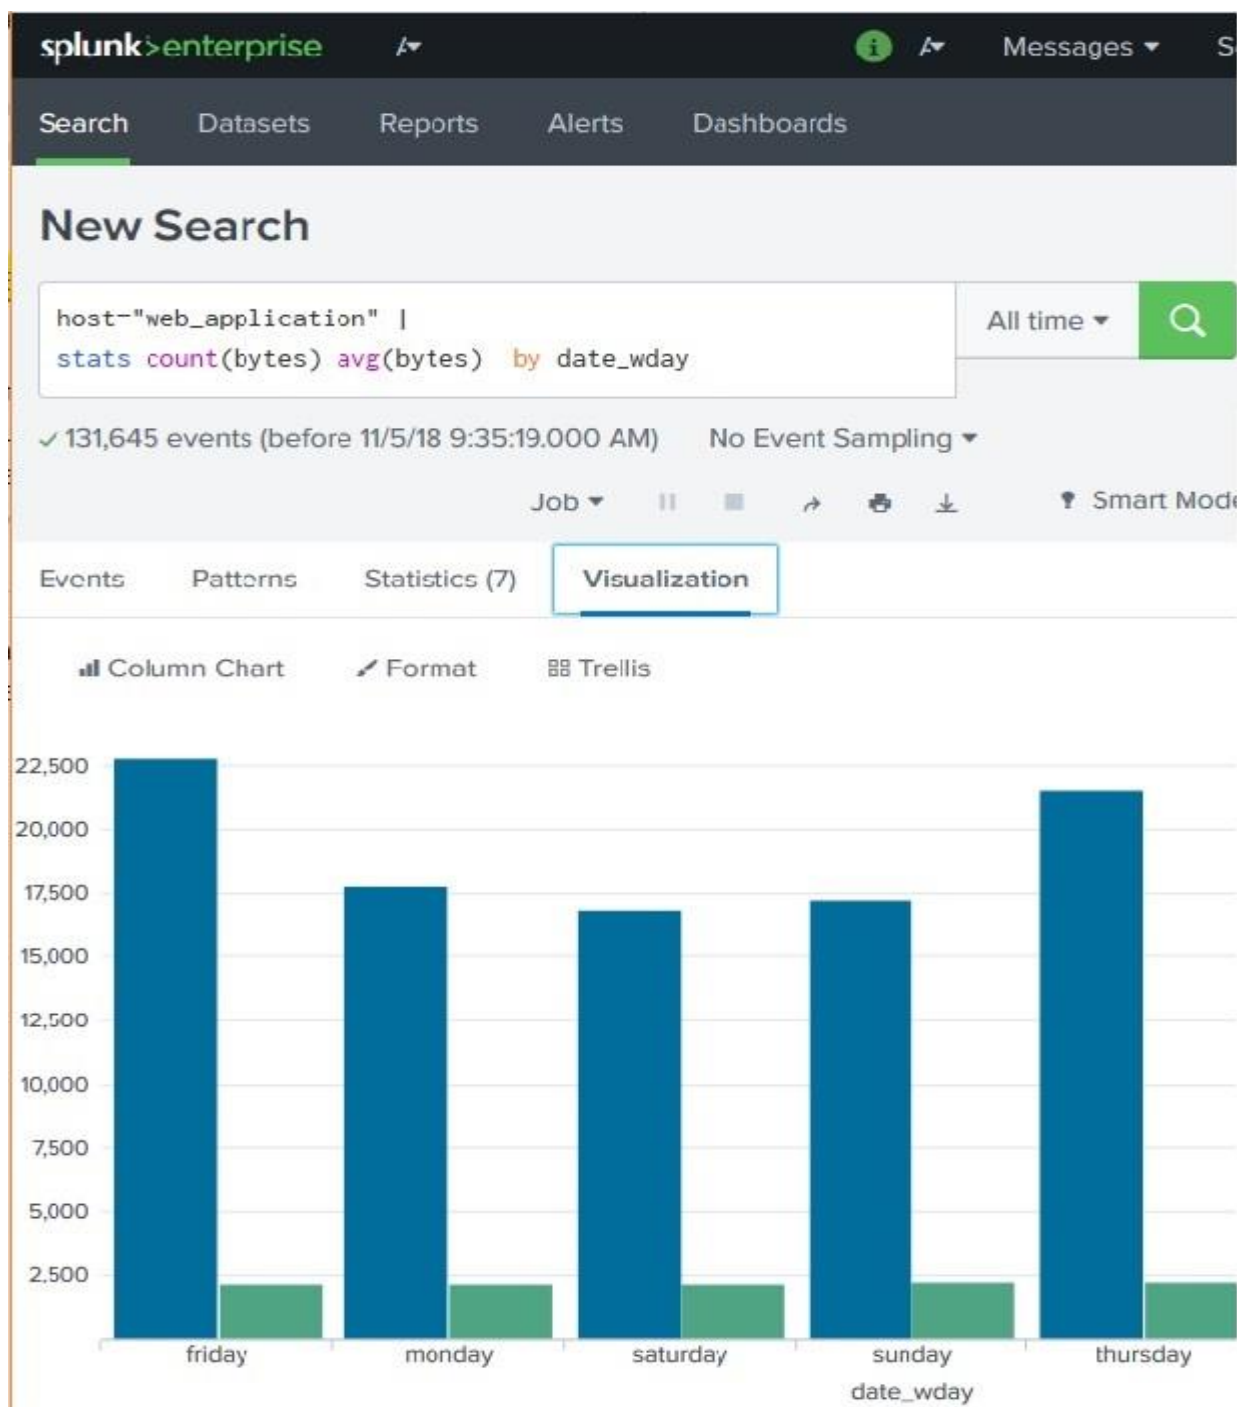 splunk>enterprise Messages
Search Datasets Reports Alerts Dashboards
New Search
host="web_application" | All time
stats count(bytes) avg(bytes) by date_wday
131,645 events (before 11/5/18 9:35:19.000 AM) No Event Sampling
Job Smart Mode
Events Patterns Statistics (7) Visualization
Column Chart Format Trellis
22,500
20,000
17,500
15,000
12,500
10,000
7,500
5,000
2,500
friday monday saturday sunday thursday
date_wday